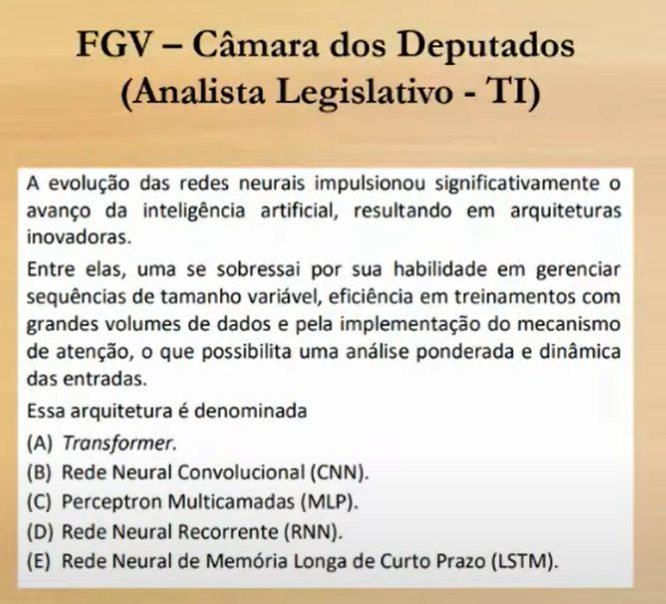 FGV – Câmara dos Deputados
(Analista Legislativo - TI)
A evolução das redes neurais impulsionou significativamente o
avanço da inteligência artificial, resultando em arquiteturas
inovadoras.
Entre elas, uma se sobressai por sua habilidade em gerenciar
sequências de tamanho variável, eficiência em treinamentos com
grandes volumes de dados e pela implementação do mecanismo
de atenção, o que possibilita uma análise ponderada e dinâmica
das entradas.
Essa arquitetura é denominada
(A) Transformer.
(B) Rede Neural Convolucional (CNN).
(C) Perceptron Multicamadas (MLP).
(D) Rede Neural Recorrente (RNN).
(E) Rede Neural de Memória Longa de Curto Prazo (LSTM).